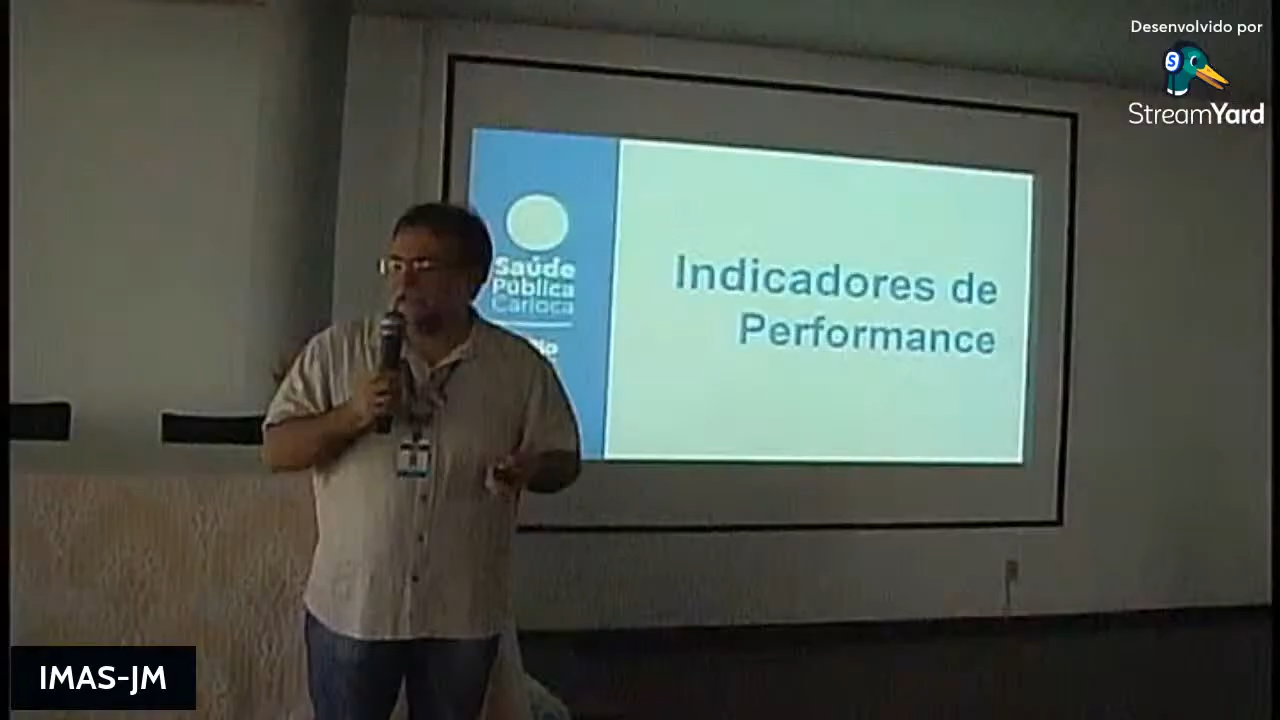 Desenvolvido por
StreamYard
Saúde
Pública
Carioca
Indicadores de
Performance
IMAS-JM